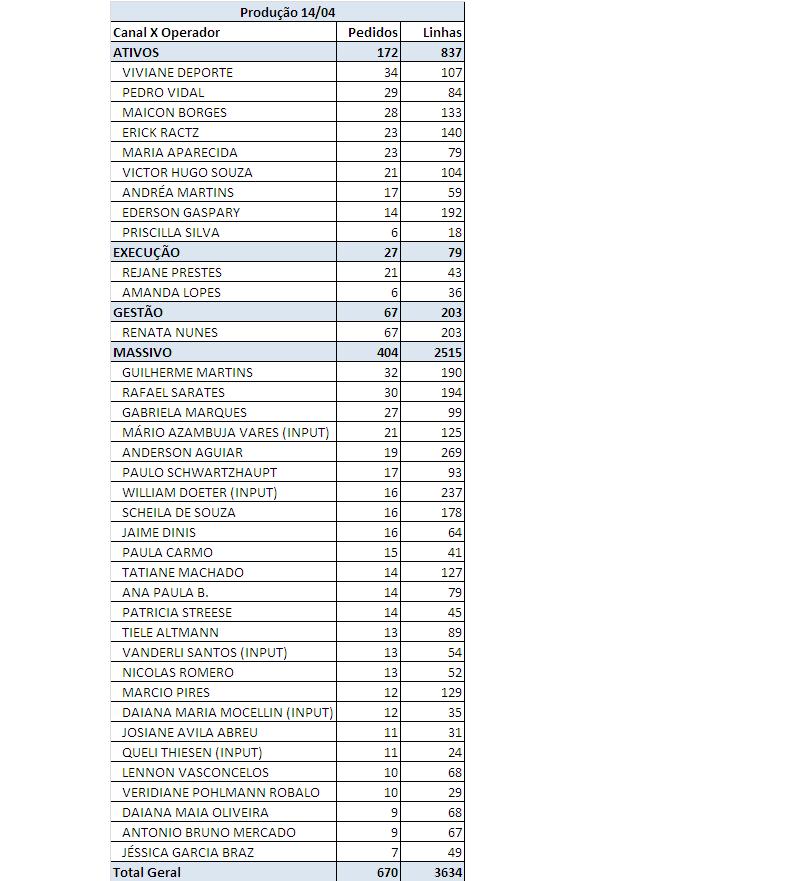 Produção 14/04
Canal X Operador Pedidos Linhas
ATIVOS 172 837
VIVIANE DEPORTE 34 107
PEDRO VIDAL 29 84
MAICON BORGES 28 133
ERICK RACTZ 23 140
MARIA APARECIDA 23 79
VICTOR HUGO SOUZA 21 104
ANDRÉA MARTINS 17 59
EDERSON GASPARY 14 192
PRISCILLA SILVA 6 18
EXECUÇÃO 27 79
REJANE PRESTES 21 43
AMANDA LOPES 6 36
GESTÃO 67 203
RENATA NUNES 67 203
MASSIVO 404 2515
GUILHERME MARTINS 32 190
RAFAEL SARATES 30 194
GABRIELA MARQUES 27 99
MÁRIO AZAMBUJA VARES (INPUT) 21 125
ANDERSON AGUIAR 19 269
PAULO SCHWARTZHAUPT 17 93
WILLIAM DOETER (INPUT) 16 237
SCHEILA DE SOUZA 16 178
JAIME DINIS 16 64
PAULA CARMO 15 41
TATIANE MACHADO 14 127
ANA PAULA B. 14 79
PATRICIA STREESE 14 45
TIELE ALTMANN 13 89
VANDERLI SANTOS (INPUT) 13 54
NICOLAS ROMERO 13 52
MARCIO PIRES 12 129
DAIANA MARIA MOCELLIN (INPUT) 12 35
JOSIANE AVILA ABREU 11 31
QUELI THIESEN (INPUT) 11 24
LENNON VASCONCELOS 10 68
VERIDIANE POHLMANN ROBALO 10 29
DAIANA MAIA OLIVEIRA 9 68
ANTONIO BRUNO MERCADO 9 67
JÉSSICA GARCIA BRAZ 7 49
Total Geral 670 3634